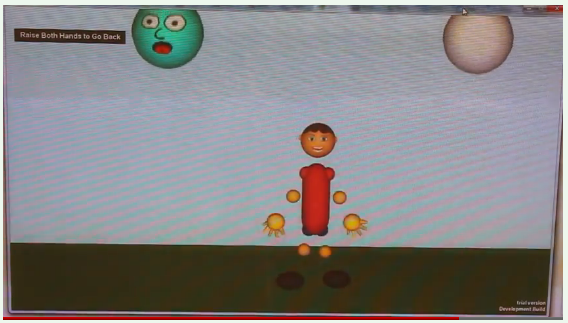 Raise Both Hands to Go Back
trial version
Development Build